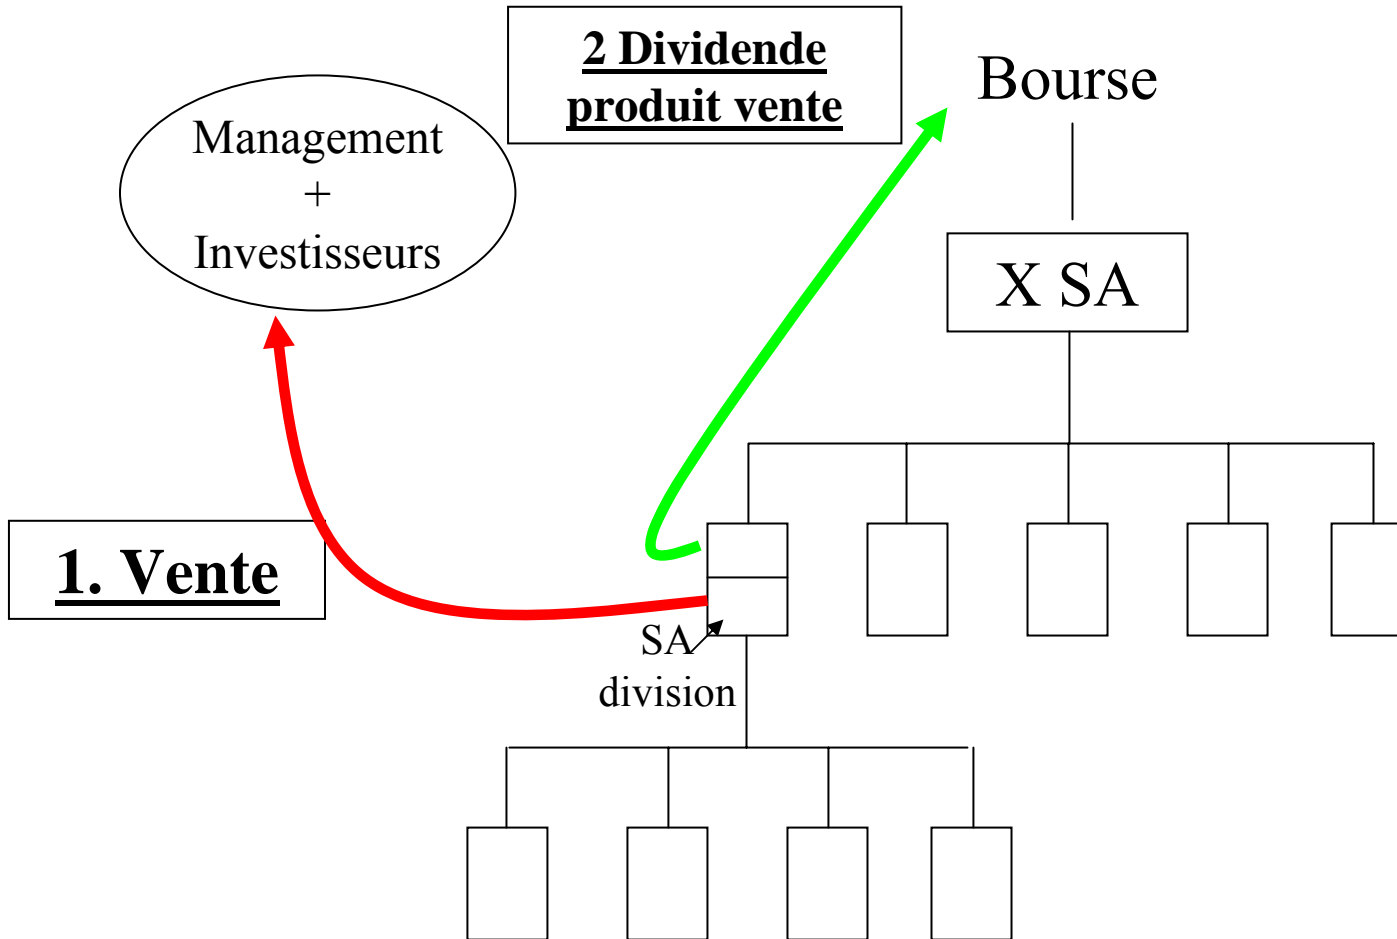 2 Dividende
produit vente
Bourse
Management
+
Investisseurs
X SA
1. Vente
SA
division